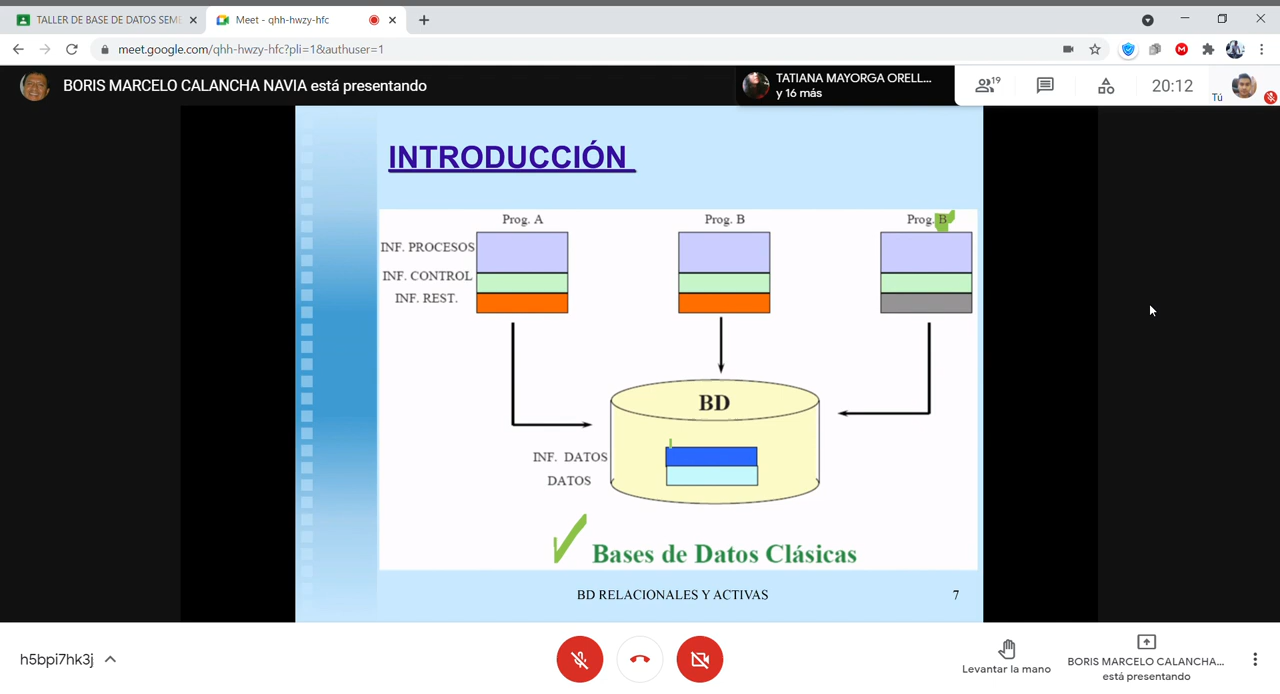 TALLER DE BASE DE DATOS SEME
Meet - qhh-hwzy-hfc
meet.google.com/qhh-hwzy-hfc?pli=1&authuser=1
BORIS MARCELO CALANCHA NAVIA está presentando
TATIANA MAYORGA ORELL...
y 16 más
19
20:12
Tú
INTRODUCCIÓN
Prog. A
Prog. B
Prog. B
INF. PROCESOS
INF. CONTROL
INF. REST.
BD
INF. DATOS
DATOS
Bases de Datos Clásicas
BD RELACIONALES Y ACTIVAS
7
h5bpi7hk3j
Levantar la mano
BORIS MARCELO CALANCHA...
está presentando